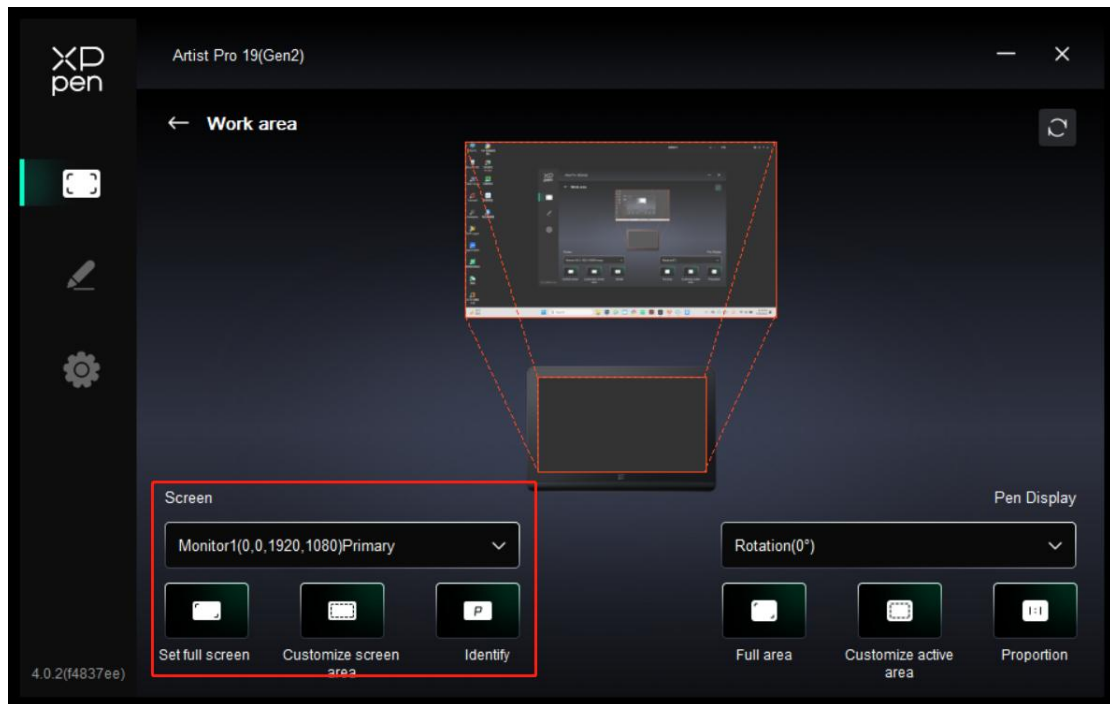 XP
pen
Artist Pro 19(Gen2)
Work area
Screen
Pen Display
Monitor1(0,0,1920,1080)Primary
Rotation(0°)
P
1:1
Set full screen
Customize screen
area
Identify
Full area
Customize active
area
Proportion
4.0.2(f4837ee)